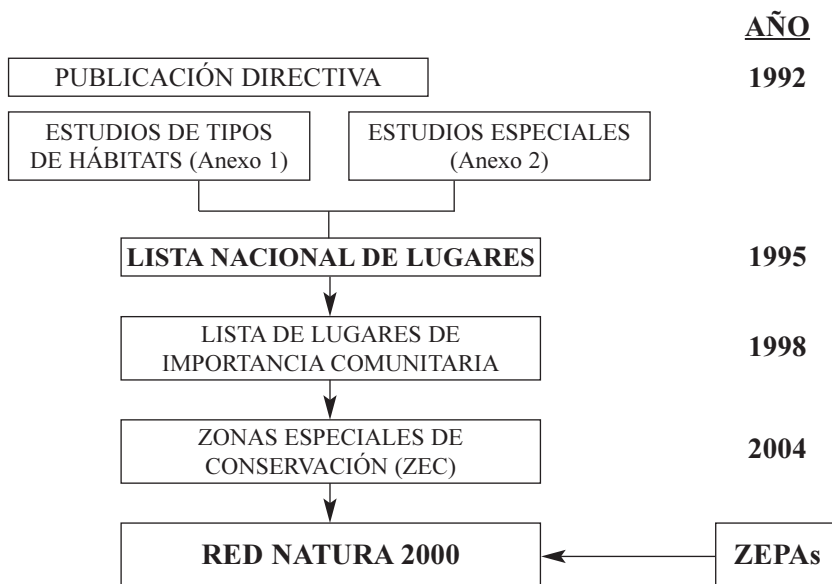 AÑO
PUBLICACIÓN DIRECTIVA
1992
ESTUDIOS DE TIPOS
DE HÁBITATS (Anexo 1)
ESTUDIOS ESPECIALES
(Anexo 2)
LISTA NACIONAL DE LUGARES
1995
LISTA DE LUGARES DE
IMPORTANCIA COMUNITARIA
1998
ZONAS ESPECIALES DE
CONSERVACIÓN (ZEC)
2004
RED NATURA 2000
ZEPAs